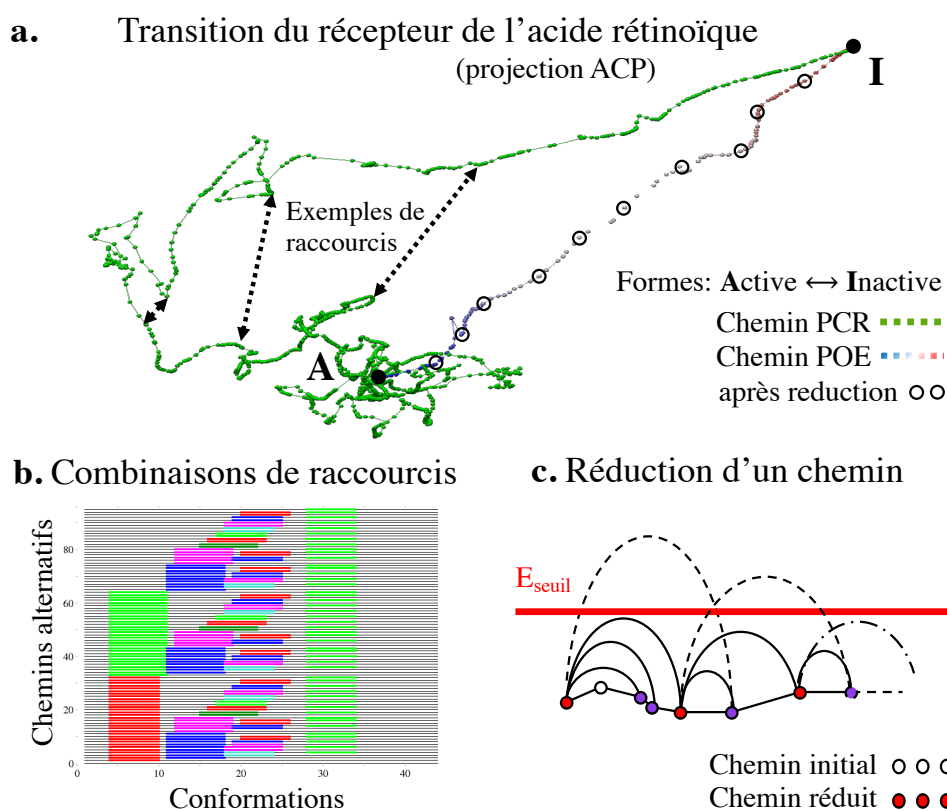 a. Transition du récepteur de l'acide rétinoïque
(projection ACP)
I
Exemples de
raccourcis
A
Formes: Active ↔ Inactive
Chemin PCR
Chemin POE
après reduction
b. Combinaisons de raccourcis
Chemins alternatifs
80
60
40
20
0
0 10 20 30 40
Conformations
c. Réduction d'un chemin
E seuil
Chemin initial
Chemin réduit